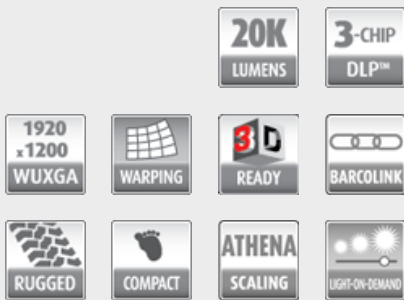 20K
LUMENS
3-CHIP
DLP™
1920
x1200
WUXGA
WARPING
3D
READY
BARCOLINK
RUGGED
COMPACT
ATHENA
SCALING
LIGHT-ON-DEMAND